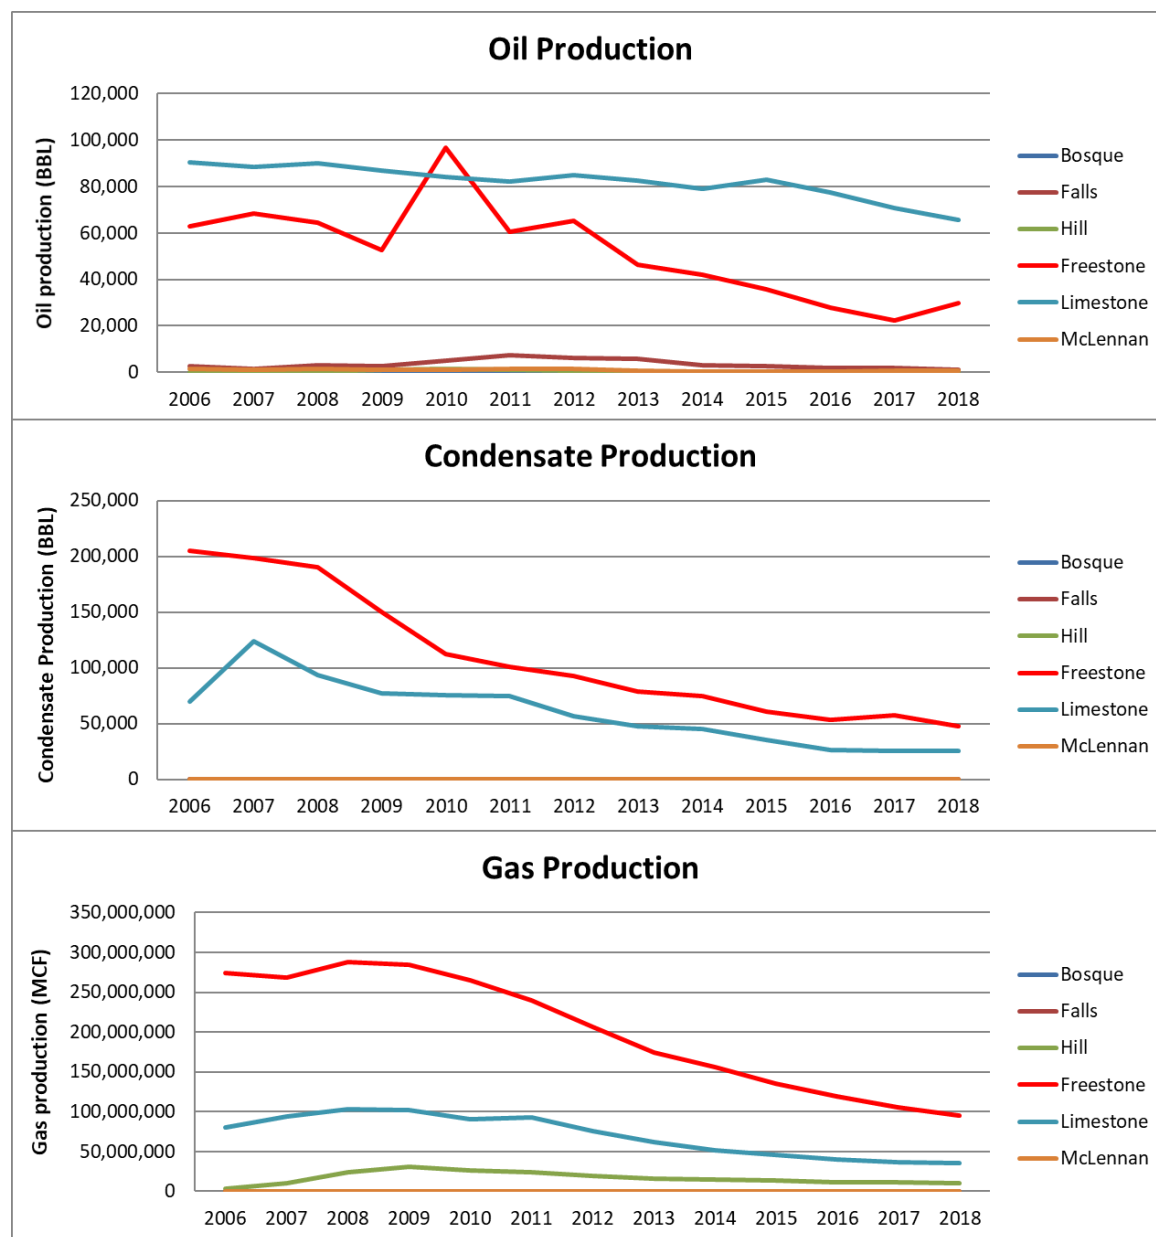 Oil Production
Oil production (BBL)
120,000
100,000
80,000
60,000
40,000
20,000
0
2006 2007 2008 2009 2010 2011 2012 2013 2014 2015 2016 2017 2018
Bosque
Falls
Hill
Freestone
Limestone
McLennan
Condensate Production
Condensate Production (BBL)
250,000
200,000
150,000
100,000
50,000
0
2006 2007 2008 2009 2010 2011 2012 2013 2014 2015 2016 2017 2018
Bosque
Falls
Hill
Freestone
Limestone
McLennan
Gas Production
Gas production (MCF)
350,000,000
300,000,000
250,000,000
200,000,000
150,000,000
100,000,000
50,000,000
0
2006 2007 2008 2009 2010 2011 2012 2013 2014 2015 2016 2017 2018
Bosque
Falls
Hill
Freestone
Limestone
McLennan